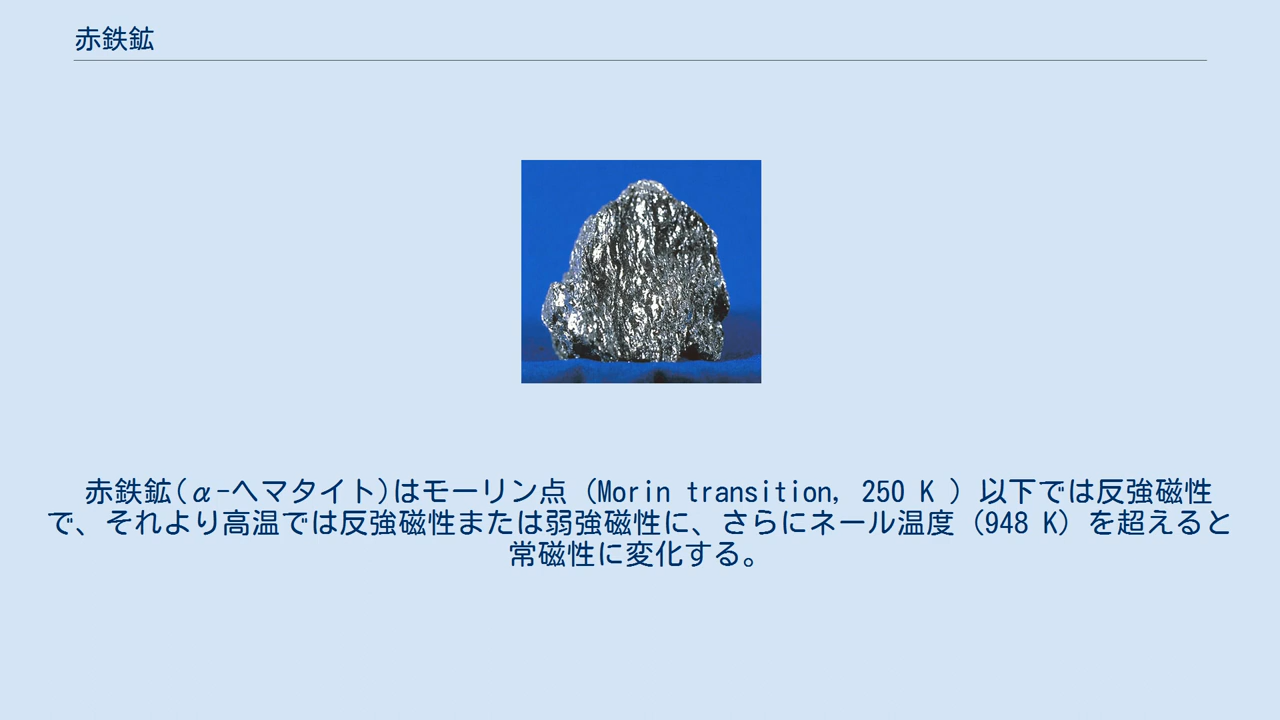 赤鉄鉱
赤鉄鉱(α-ヘマタイト)はモーリン点 (Morin transition, 250 K ) 以下では反強磁性
で、それより高温では反強磁性または弱強磁性に、さらにネール温度 (948 K) を超えると
常磁性に変化する。